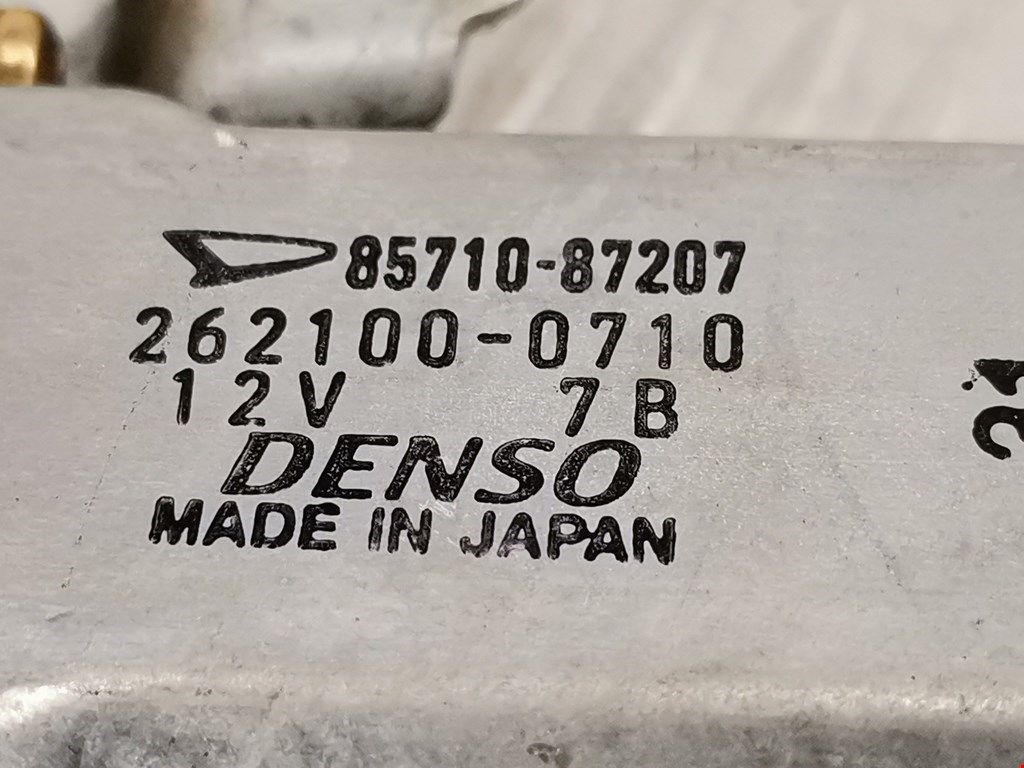 85710-87207
262100-0710
12V 7B
DENSO
MADE IN JAPAN